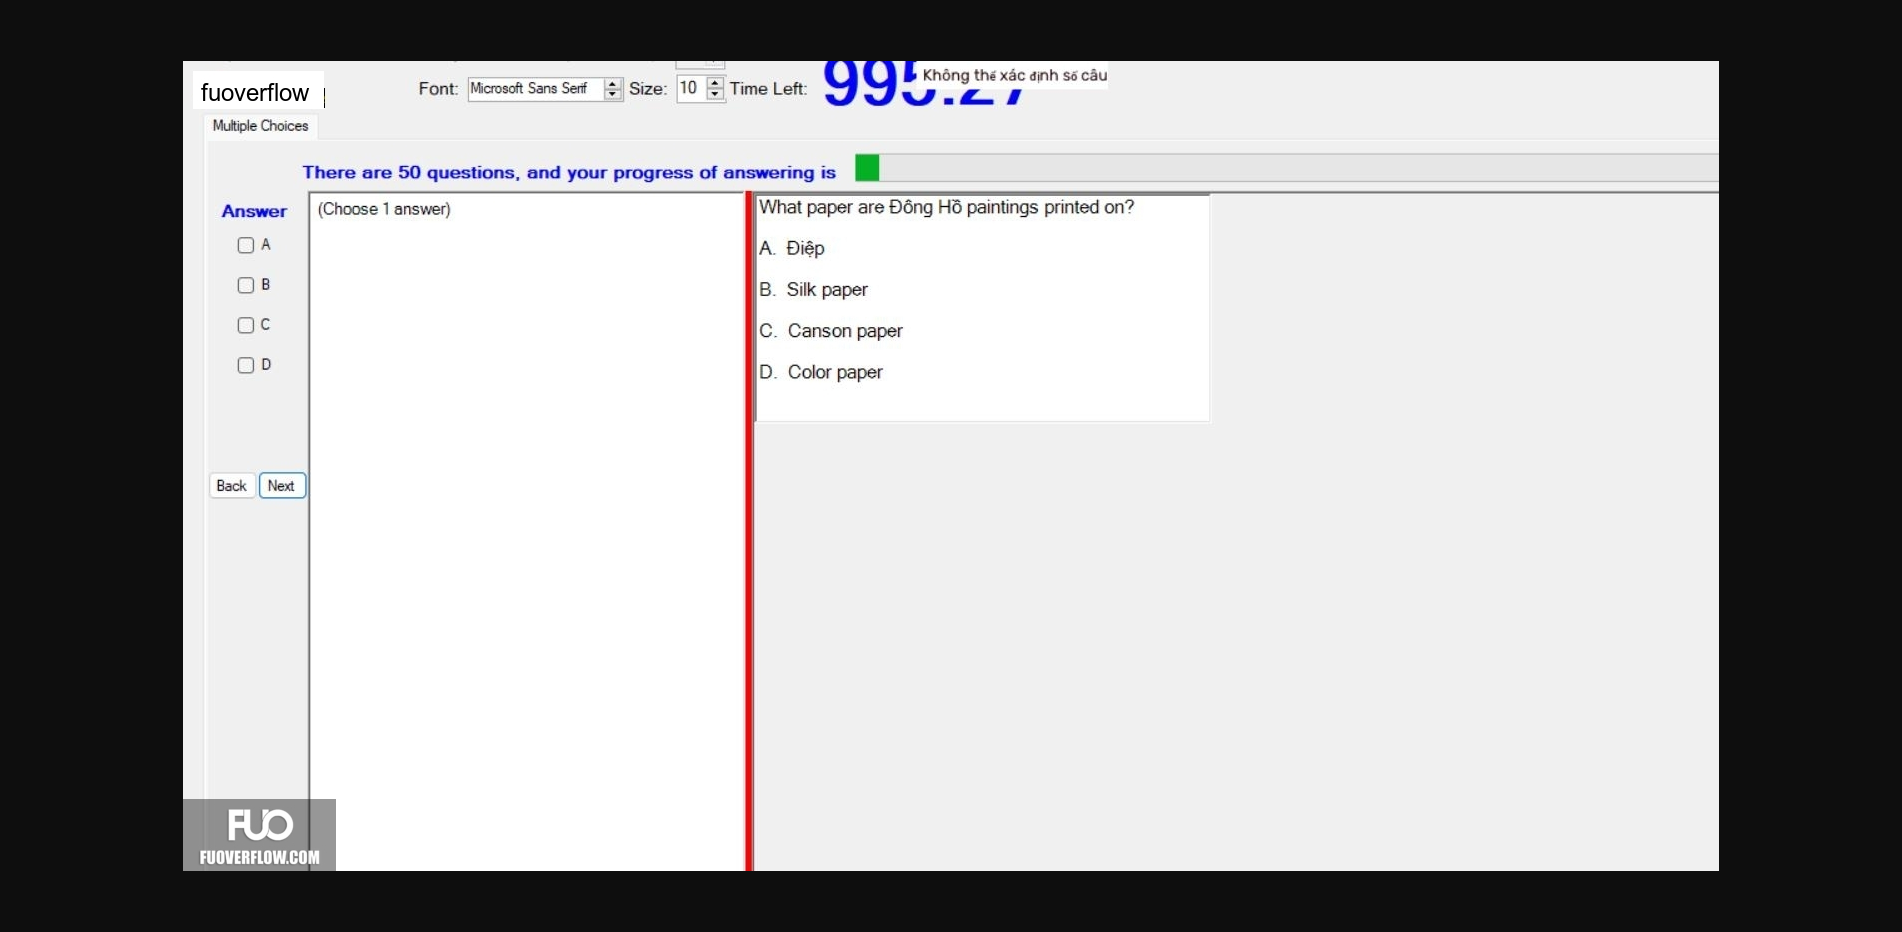 Không thể xác định số câu
fuoverflow
Font: Microsoft Sans Serif Size: 10 Time Left:
Multiple Choices
There are 50 questions, and your progress of answering is
Answer
(Choose 1 answer)
A
B
C
D
Back Next
What paper are Đông Hồ paintings printed on?
A. Điệp
B. Silk paper
C. Canson paper
D. Color paper
FUO
FUOVERFLOW.COM